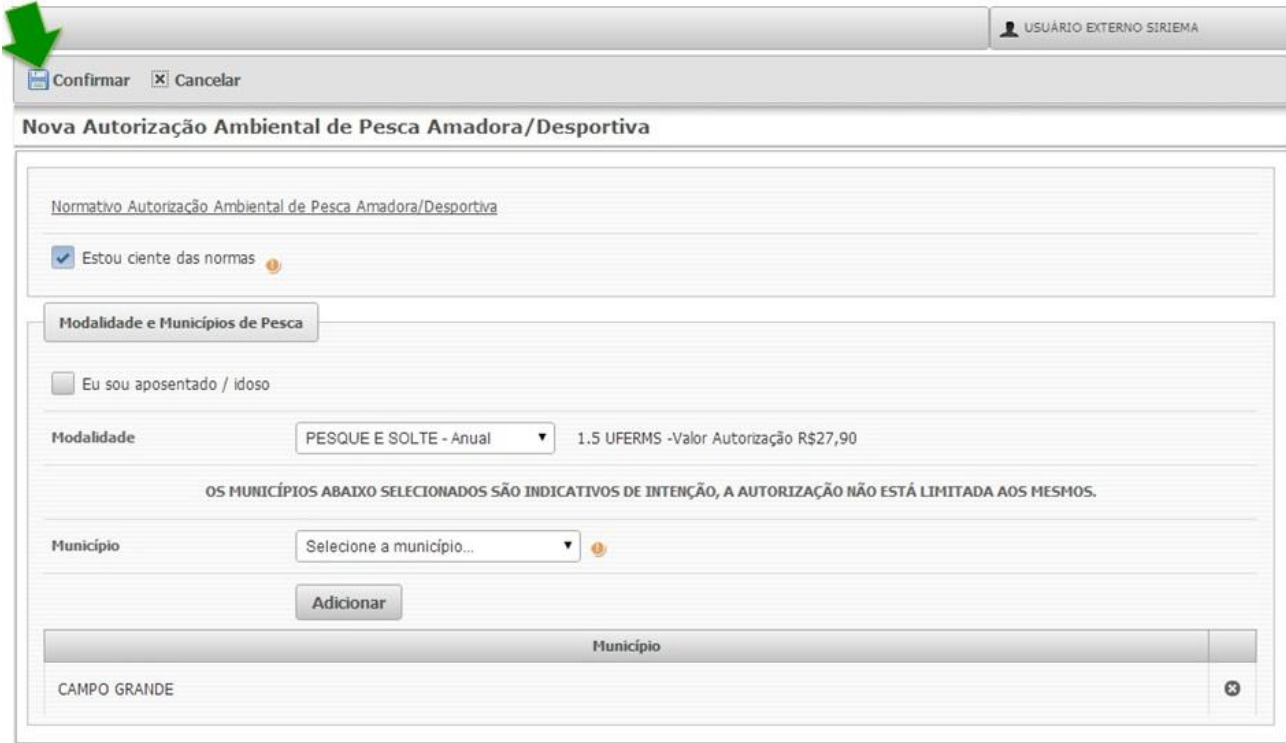 USUÁRIO EXTERNO SIRIEMA
Confirmar Cancelar
Nova Autorização Ambiental de Pesca Amadora/Desportiva
Normativo Autorização Ambiental de Pesca Amadora/Desportiva
Estou ciente das normas
Modalidade e Municípios de Pesca
Eu sou aposentado / idoso
Modalidade PESQUE E SOLTE - Anual 1.5 UFERMS -Valor Autorização R$27,90
OS MUNICÍPIOS ABAIXO SELECIONADOS SÃO INDICATIVOS DE INTENÇÃO, A AUTORIZAÇÃO NÃO ESTÁ LIMITADA AOS MESMOS.
Município Selecione a município...
Adicionar
Município
CAMPO GRANDE